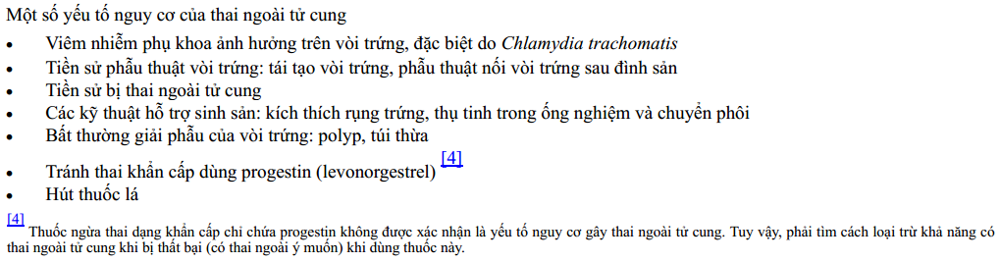 Một số yếu tố nguy cơ của thai ngoài tử cung
• Viêm nhiễm phụ khoa ảnh hưởng trên vòi trứng, đặc biệt do Chlamydia trachomatis
• Tiền sử phẫu thuật vòi trứng: tái tạo vòi trứng, phẫu thuật nối vòi trứng sau đình sản
• Tiền sử bị thai ngoài tử cung
• Các kỹ thuật hỗ trợ sinh sản: kích thích rụng trứng, thụ tinh trong ống nghiệm và chuyển phôi
• Bất thường giải phẫu của vòi trứng: polyp, túi thừa
• Tránh thai khẩn cấp dùng progestin (levonorgestrel) [4]
• Hút thuốc lá
[4] Thuốc ngừa thai dạng khẩn cấp chỉ chứa progestin không được xác nhận là yếu tố nguy cơ gây thai ngoài tử cung. Tuy vậy, phải tìm cách loại trừ khả năng có
thai ngoài tử cung khi bị thất bại (có thai ngoài ý muốn) khi dùng thuốc này.